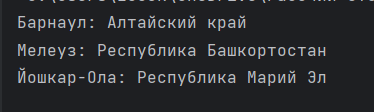 Барнаул: Алтайский край
Мелеуз: Республика Башкортостан
Йошкар-Ола: Республика Марий Эл